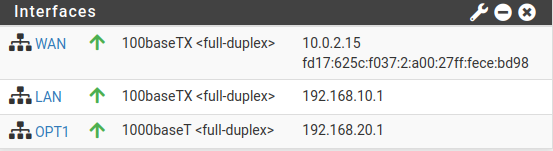 Interfaces
WAN 100baseTX <full-duplex> 10.0.2.15
fd17:625c:f037:2:a00:27ff:fece:bd98
LAN 100baseTX <full-duplex> 192.168.10.1
OPT1 1000baseT <full-duplex> 192.168.20.1